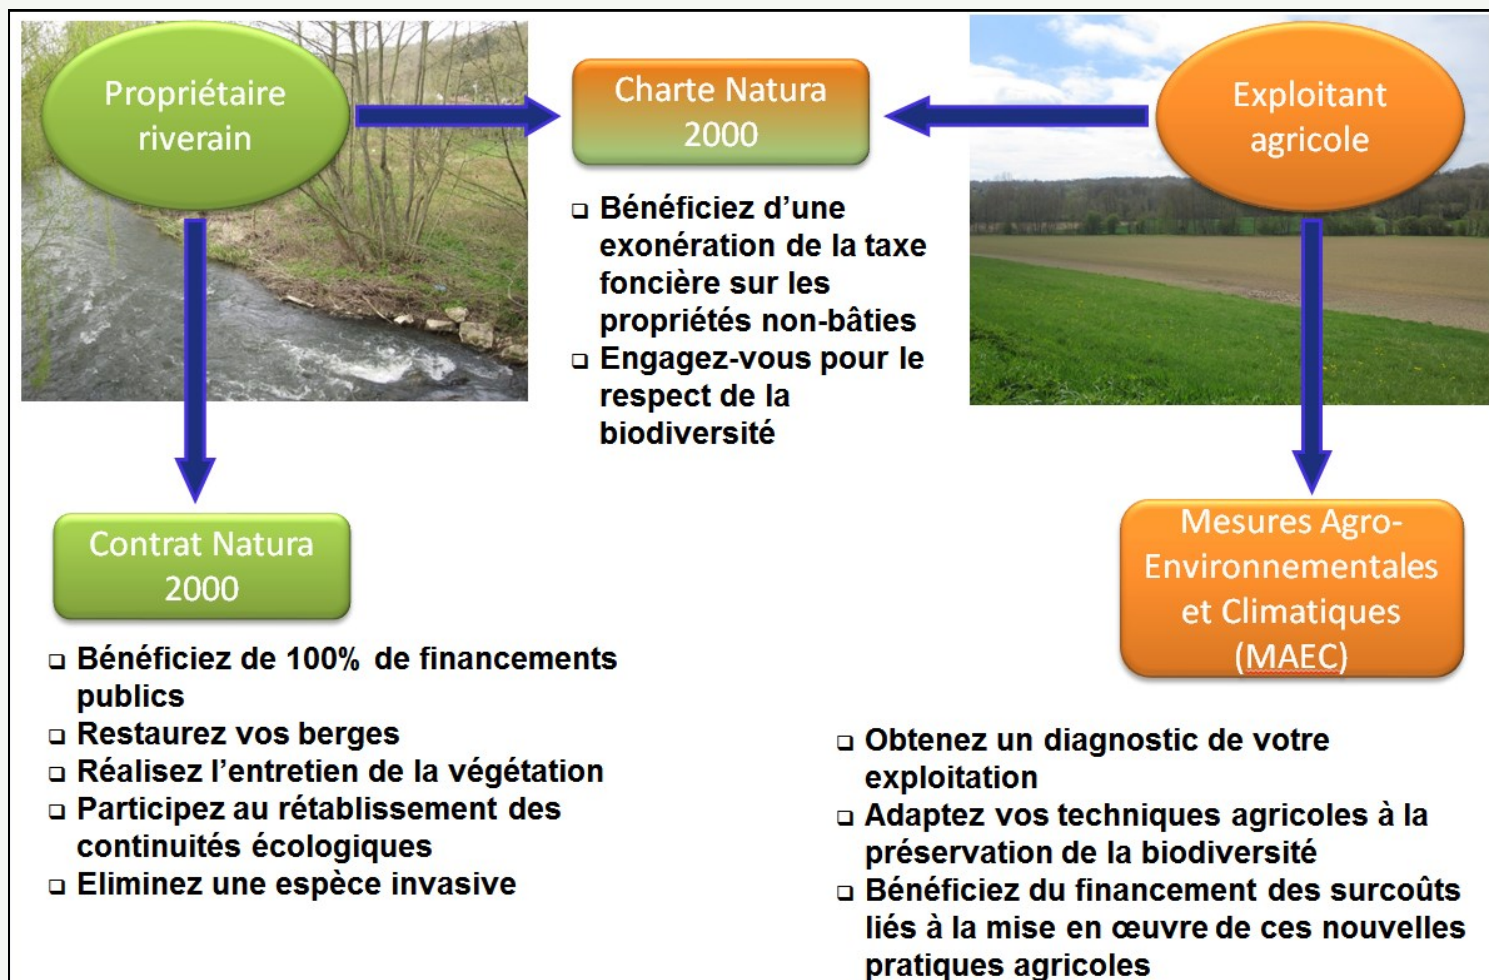 Propriétaire
riverain
Charte Natura
2000
Exploitant
agricole
❑ Bénéficiez d’une
exonération de la taxe
foncière sur les
propriétés non-bâties
❑ Engagez-vous pour le
respect de la
biodiversité
Contrat Natura
2000
❑ Bénéficiez de 100% de financements
publics
❑ Restaurez vos berges
❑ Réalisez l’entretien de la végétation
❑ Participez au rétablissement des
continuités écologiques
❑ Eliminez une espèce invasive
Mesures Agro-
Environnementales
et Climatiques
(MAEC)
❑ Obtenez un diagnostic de votre
exploitation
❑ Adaptez vos techniques agricoles à la
préservation de la biodiversité
❑ Bénéficiez du financement des surcoûts
liés à la mise en œuvre de ces nouvelles
pratiques agricoles